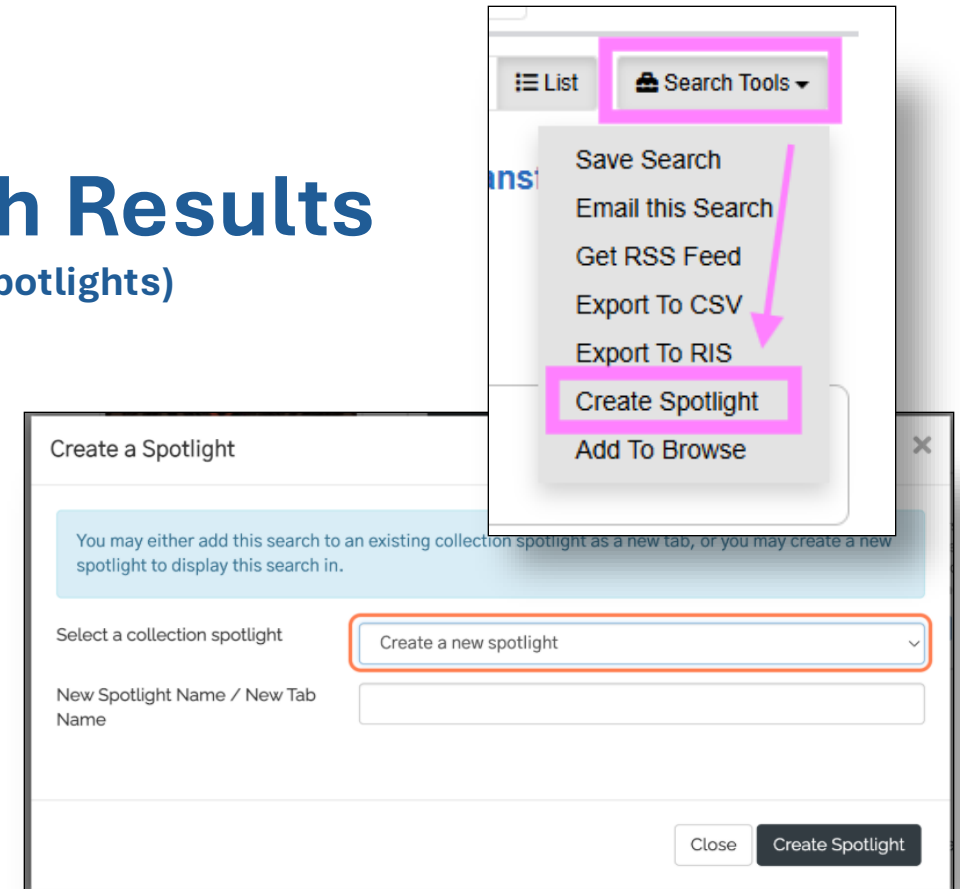 h Results
potlights)
List
Search Tools
Save Search
Email this Search
Get RSS Feed
Export To CSV
Export To RIS
Create Spotlight
Add To Browse
Create a Spotlight
You may either add this search to an existing collection spotlight as a new tab, or you may create a new
spotlight to display this search in.
Select a collection spotlight
Create a new spotlight
New Spotlight Name / New Tab
Name
Close
Create Spotlight